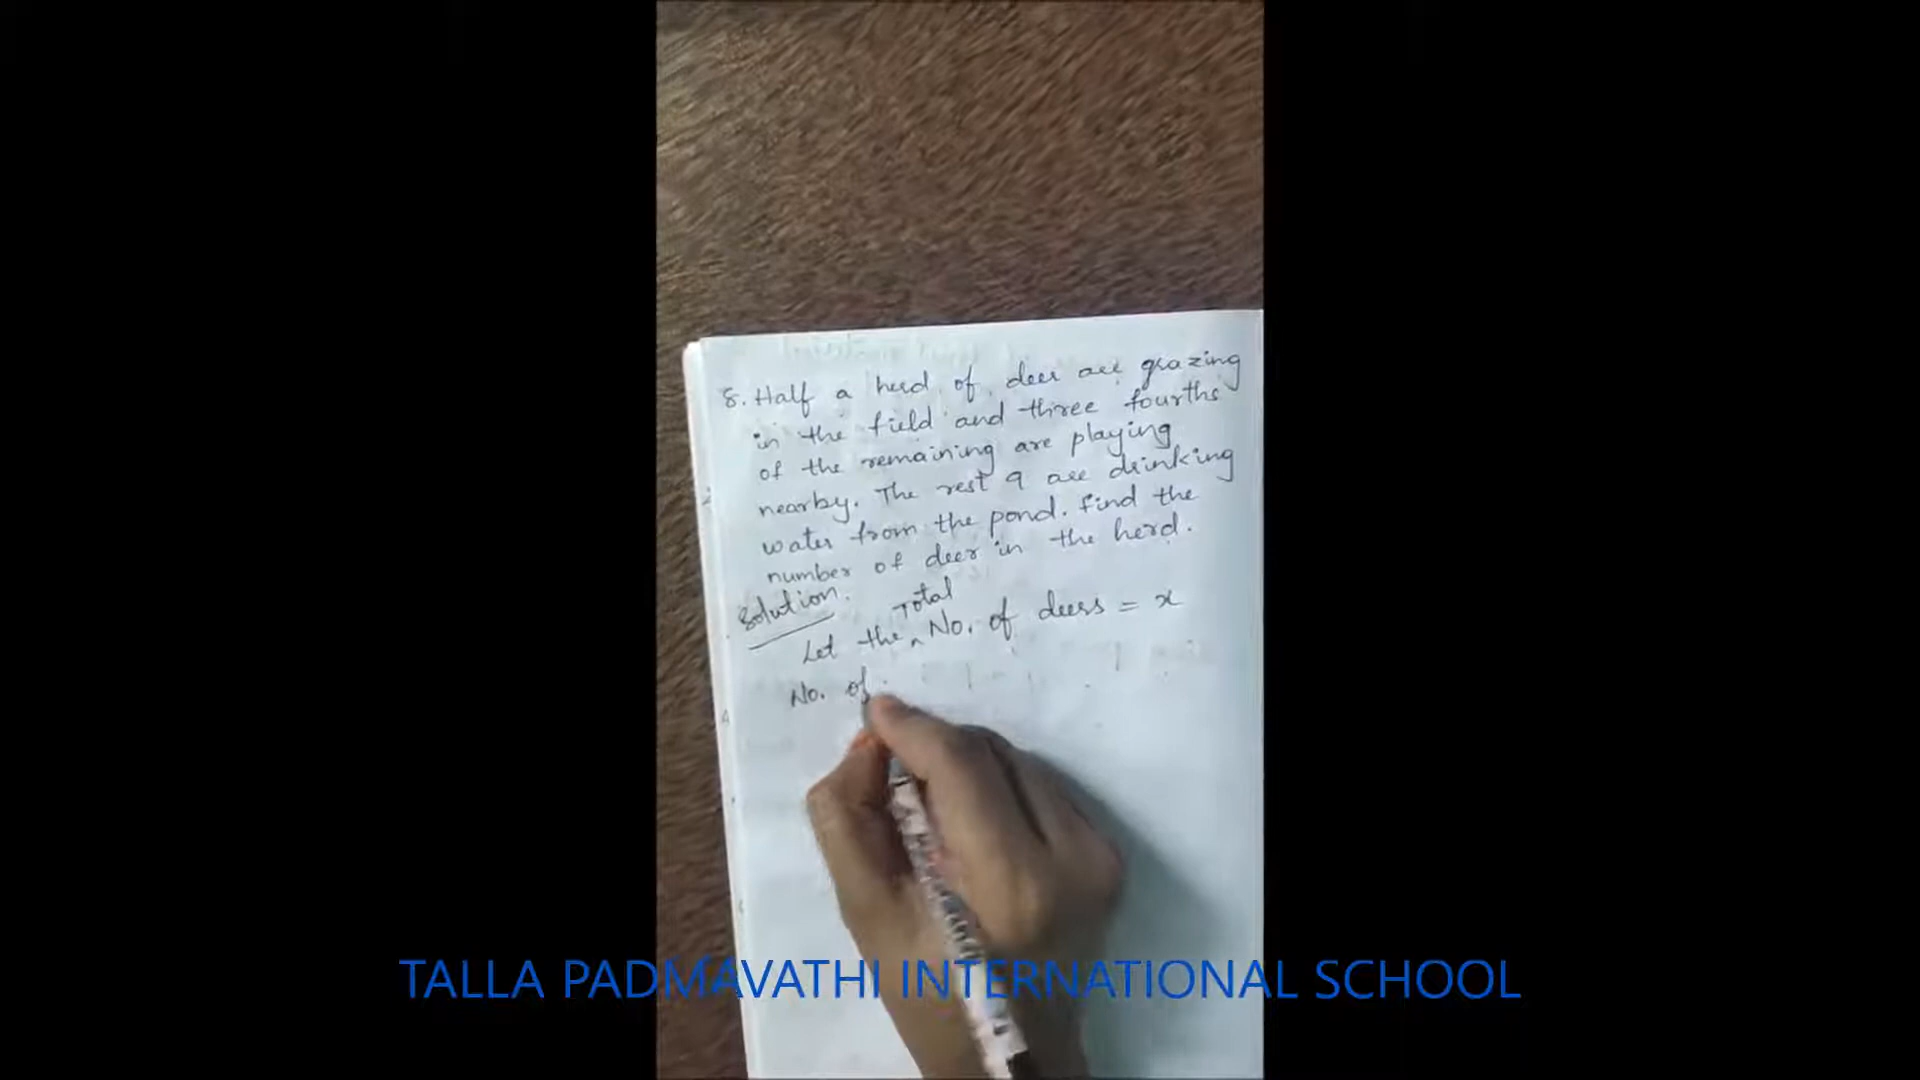 8. Half a herd of deer are grazing
in the field and three fourths
of the remaining are playing
nearby. The rest 9 are drinking
water from the pond. find the
number of deer in the herd.
Solution.
Total
Let the ^ No. of deers = x
No. of
TALLA PADMAVATHI INTERNATIONAL SCHOOL